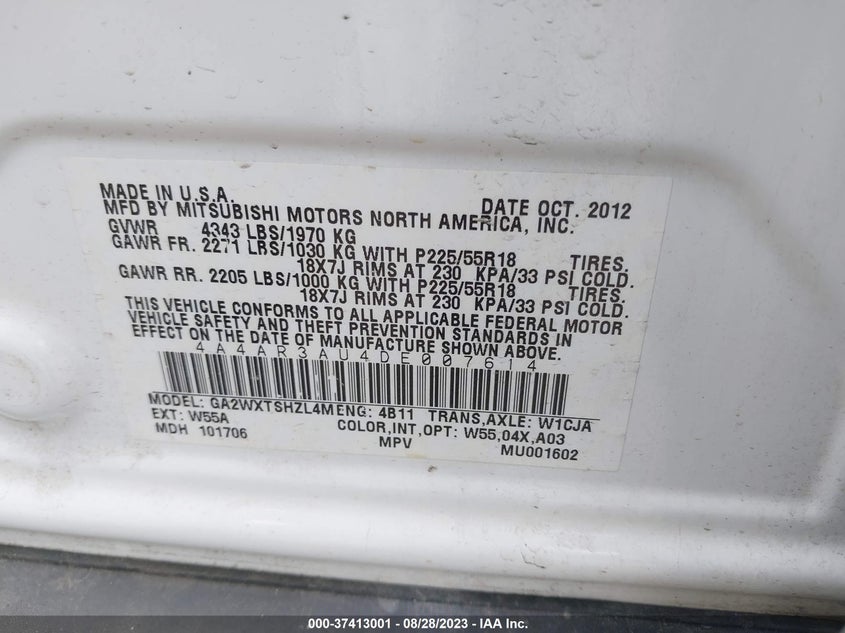 MADE IN U.S.A DATE OCT. 2012
MFD BY MITSUBISHI MOTORS NORTH AMERICA, INC.
GVWR 4343 LBS/1970 KG
GAWR FR. 2271 LBS/1030 KG WITH P225/55R18 TIRES.
18X7J RIMS AT 230 KPA/33 PSI COLD.
GAWR RR. 2205 LBS/1000 KG WITH P225/55R18 TIRES.
18X7J RIMS AT 230 KPA/33 PSI COLD.
THIS VEHICLE CONFORMS TO ALL APPLICABLE FEDERAL MOTOR
VEHICLE SAFETY AND THEFT PREVENTION STANDARDS IN
EFFECT ON THE DATE OF MANUFACTURE SHOWN ABOVE.
4A4AR3AU4DE007614
MODEL: GA2WXTSHZL4M ENG: 4B11 TRANS,AXLE: W1CJA
EXT: W55A COLOR,INT,OPT: W55,04X,A03
MDH 101706 MPV MU001602
000-37413001 - 08/28/2023 - IAA Inc.